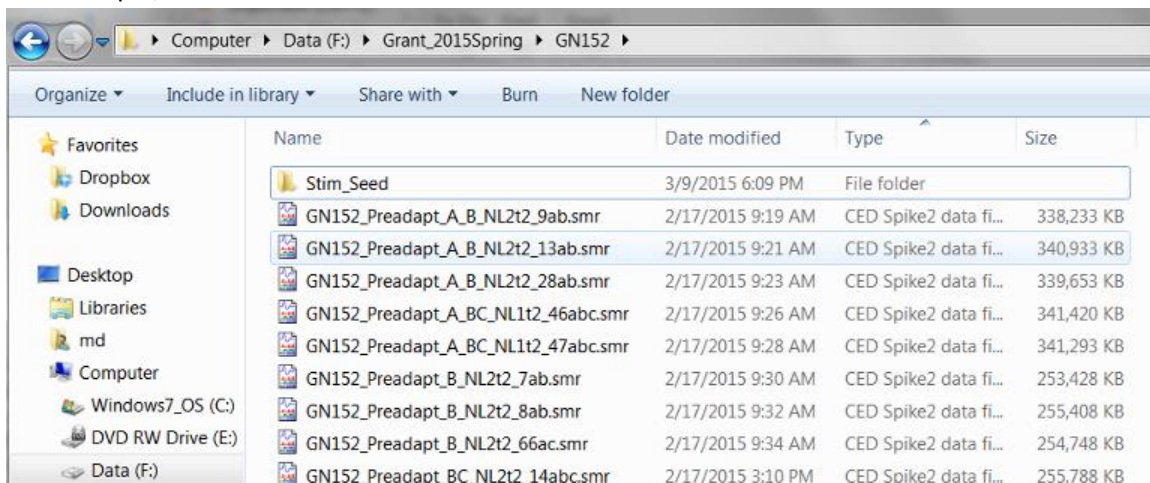 Computer ▸ Data (F:) ▸ Grant_2015Spring ▸ GN152 ▸
Organize ▾ Include in library ▾ Share with ▾ Burn New folder
Favorites
Dropbox
Downloads
Desktop
Libraries
md
Computer
Windows7_OS (C:)
DVD RW Drive (E:)
Data (F:)
Name Date modified Type Size
Stim_Seed 3/9/2015 6:09 PM File folder
GN152_Preadapt_A_B_NL2t2_9ab.smr 2/17/2015 9:19 AM CED Spike2 data fi... 338,233 KB
GN152_Preadapt_A_B_NL2t2_13ab.smr 2/17/2015 9:21 AM CED Spike2 data fi... 340,933 KB
GN152_Preadapt_A_B_NL2t2_28ab.smr 2/17/2015 9:23 AM CED Spike2 data fi... 339,653 KB
GN152_Preadapt_A_BC_NL1t2_46abc.smr 2/17/2015 9:26 AM CED Spike2 data fi... 341,420 KB
GN152_Preadapt_A_BC_NL1t2_47abc.smr 2/17/2015 9:28 AM CED Spike2 data fi... 341,293 KB
GN152_Preadapt_B_NL2t2_7ab.smr 2/17/2015 9:30 AM CED Spike2 data fi... 253,428 KB
GN152_Preadapt_B_NL2t2_8ab.smr 2/17/2015 9:32 AM CED Spike2 data fi... 255,408 KB
GN152_Preadapt_B_NL2t2_66ac.smr 2/17/2015 9:34 AM CED Spike2 data fi... 254,748 KB
GN152_Preadapt_BC_NL2t2_14abc.smr 2/17/2015 3:10 PM CED Spike2 data fi... 255,788 KB